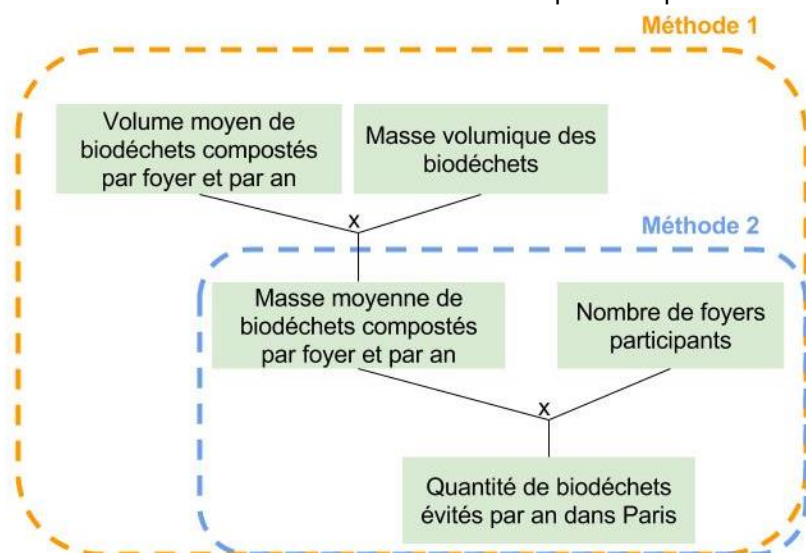 Méthode 1
Volume moyen de
biodéchets compostés
par foyer et par an
Masse volumique des
biodéchets
x
Méthode 2
Masse moyenne de
biodéchets compostés
par foyer et par an
Nombre de foyers
participants
x
Quantité de biodéchets
évités par an dans Paris